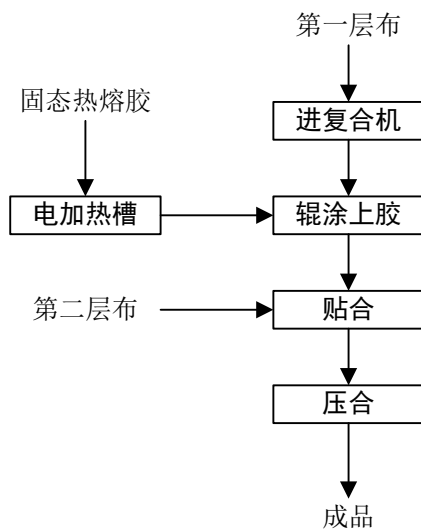 第一层布
固态热熔胶
进复合机
电加热槽
辊涂上胶
第二层布
贴合
压合
成品